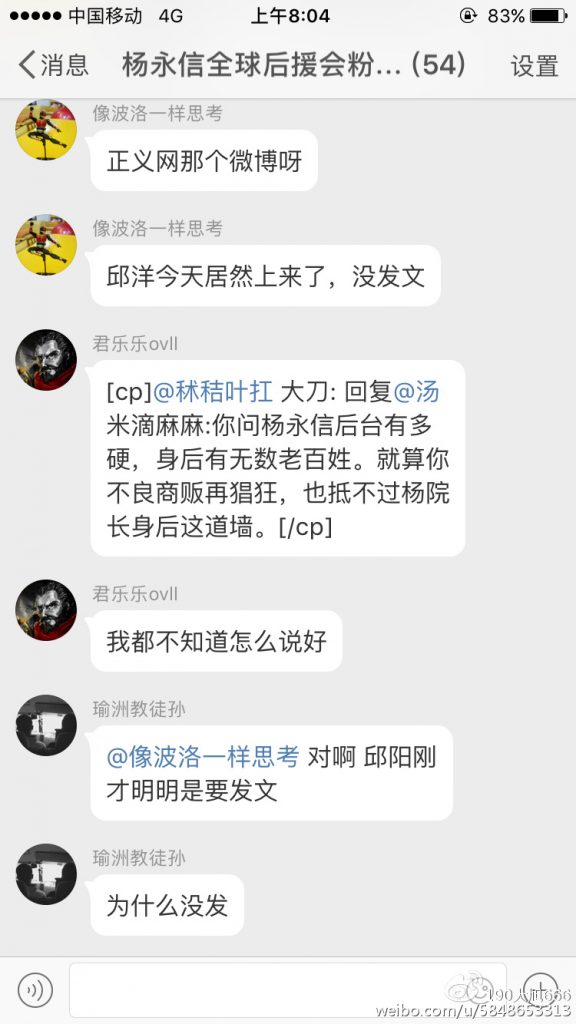 中国移动 4G 上午8:04 83%
消息 杨永信全球后援会粉... (54) 设置
像波洛一样思考
正义网那个微博呀
像波洛一样思考
邱洋今天居然上来了，没发文
君乐乐ovll
[cp]@秫秸叶扛 大刀: 回复@汤
米滴麻麻:你问杨永信后台有多
硬，身后有无数老百姓。就算你
不良商贩再猖狂，也抵不过杨院
长身后这道墙。[/cp]
君乐乐ovll
我都不知道怎么说好
瑜洲教徒孙
@像波洛一样思考 对啊 邱阳刚
才明明是要发文
瑜洲教徒孙
为什么没发
weibo.com/u/5848653313